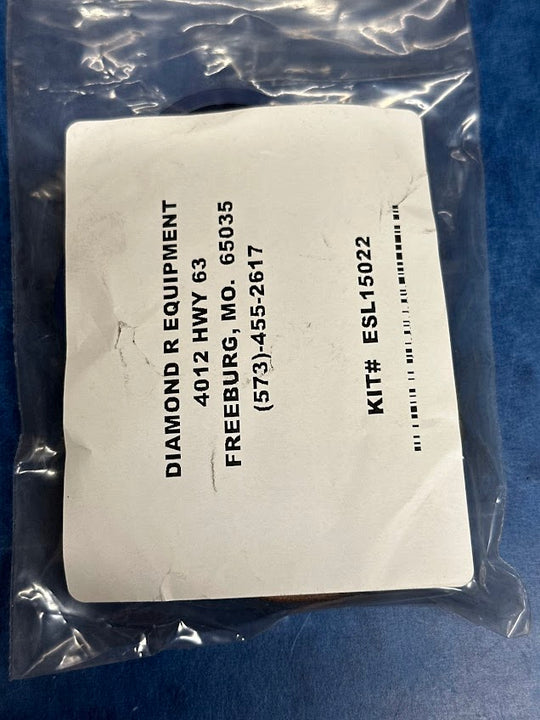 DIAMOND R EQUIPMENT
4012 HWY 63
FREEBURG, MO. 65035
(573)-455-2617
KIT# ESL15022